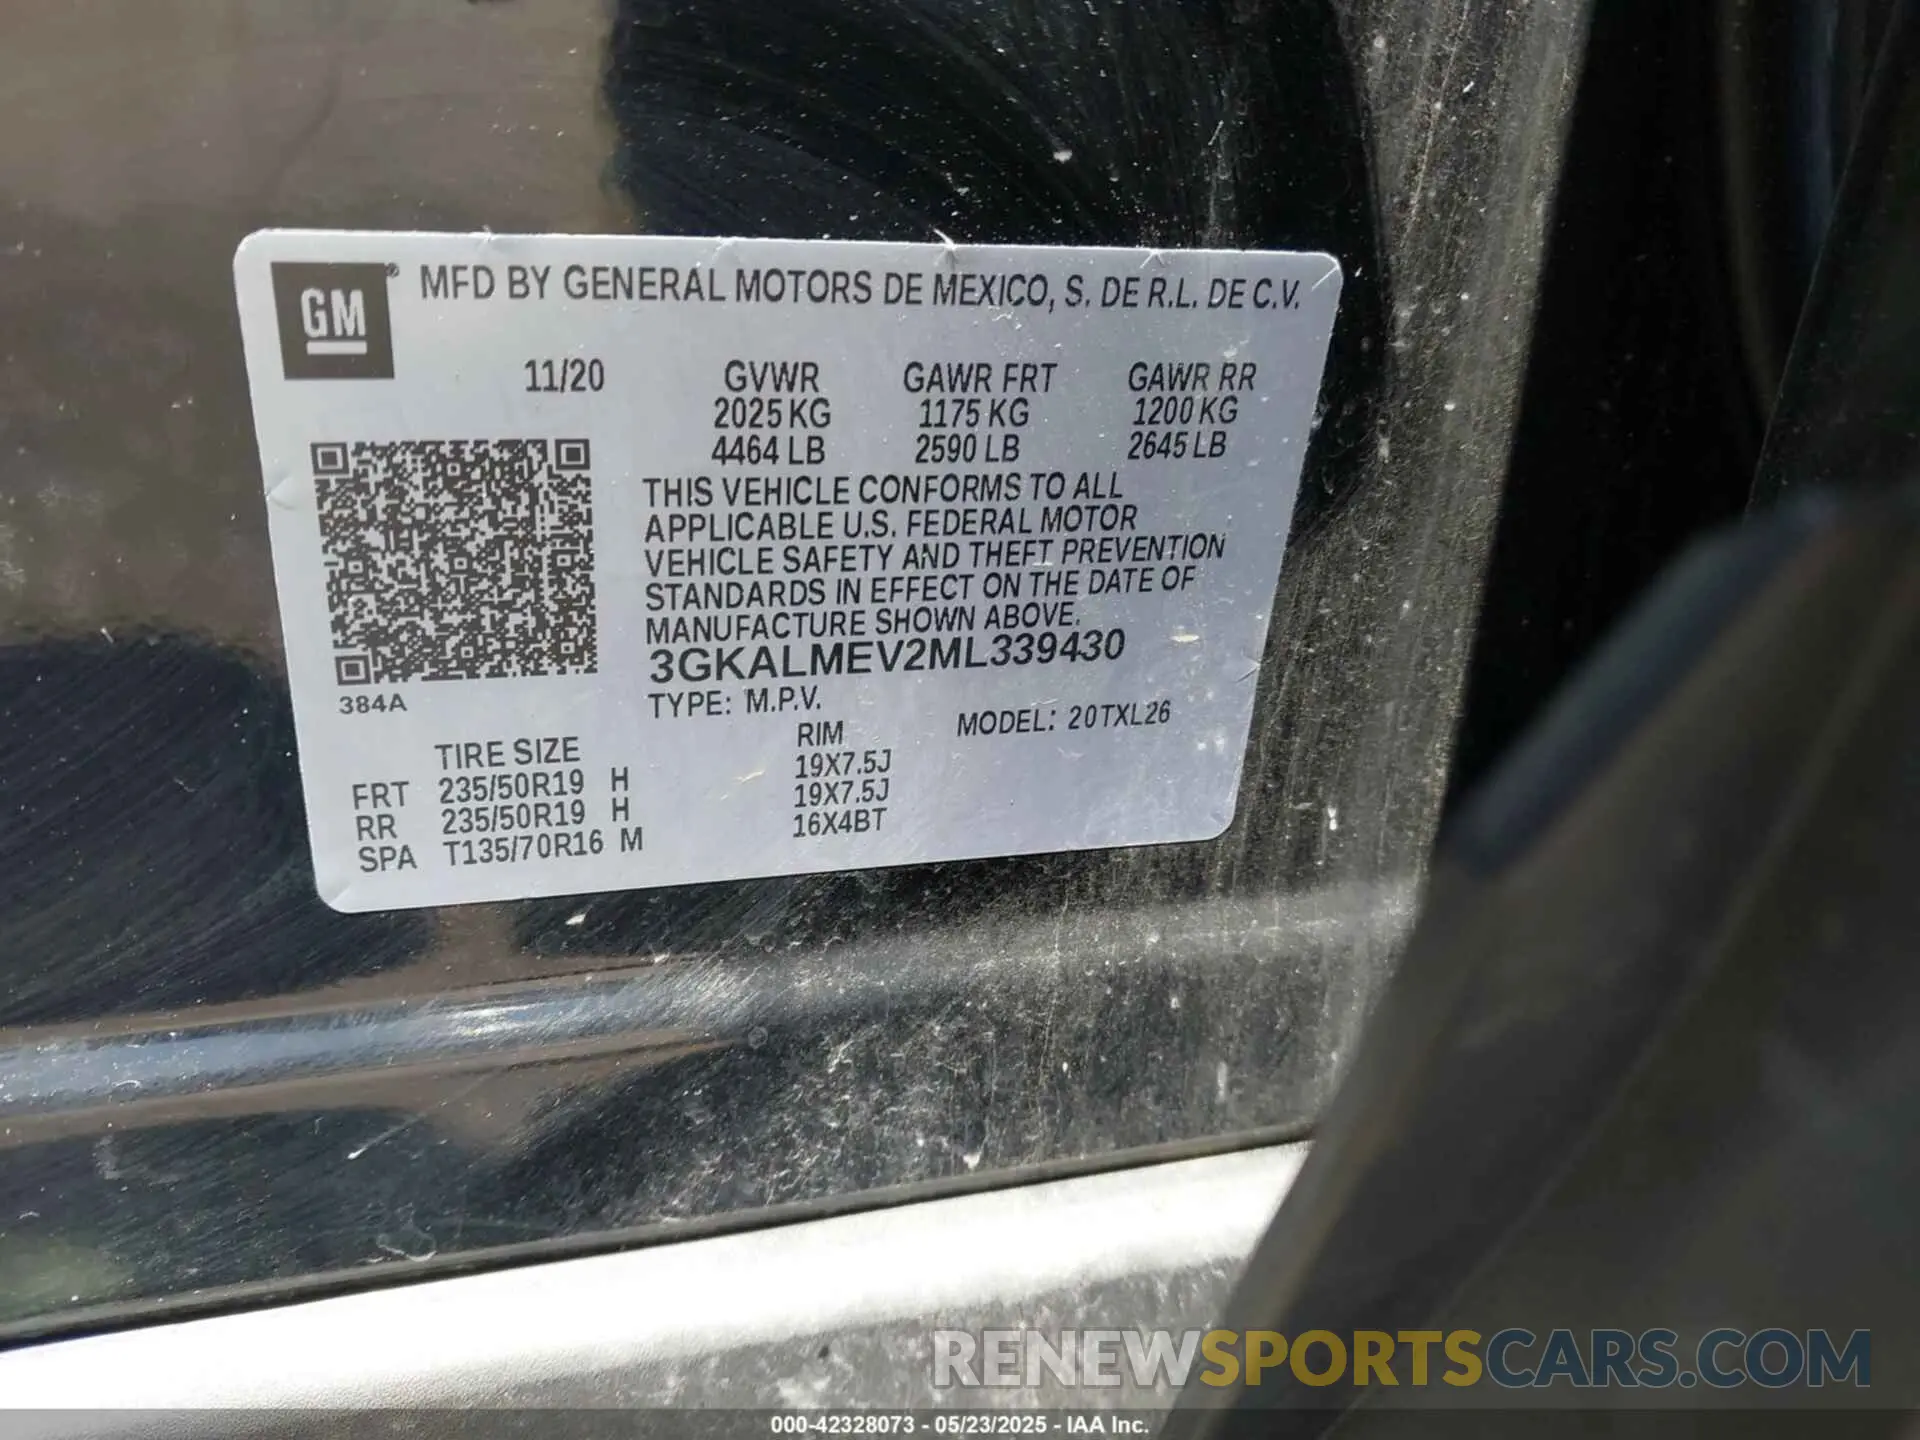 GM® MFD BY GENERAL MOTORS DE MEXICO, S. DE R.L. DE C.V.
11/20 GVWR GAWR FRT GAWR RR
2025 KG 1175 KG 1200 KG
4464 LB 2590 LB 2645 LB
THIS VEHICLE CONFORMS TO ALL
APPLICABLE U.S. FEDERAL MOTOR
VEHICLE SAFETY AND THEFT PREVENTION
STANDARDS IN EFFECT ON THE DATE OF
MANUFACTURE SHOWN ABOVE.
3GKALMEV2ML339430
384A
TYPE: M.P.V.
MODEL: 20TXL26
TIRE SIZE RIM
FRT 235/50R19 H 19X7.5J
RR 235/50R19 H 19X7.5J
SPA T135/70R16 M 16X4BT
RENEWSPORTSCARS.COM
000-42328073 - 05/23/2025 - IAA Inc.